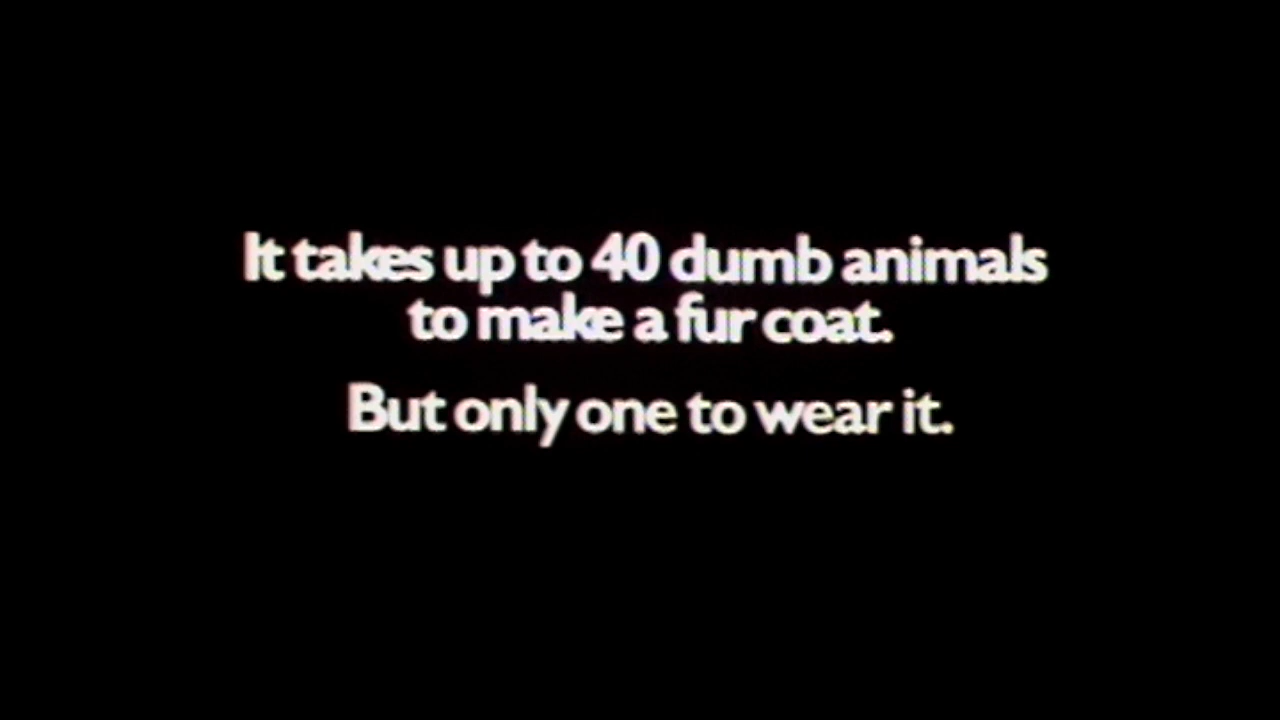 It takes up to 40 dumb animals
to make a fur coat.
But only one to wear it.